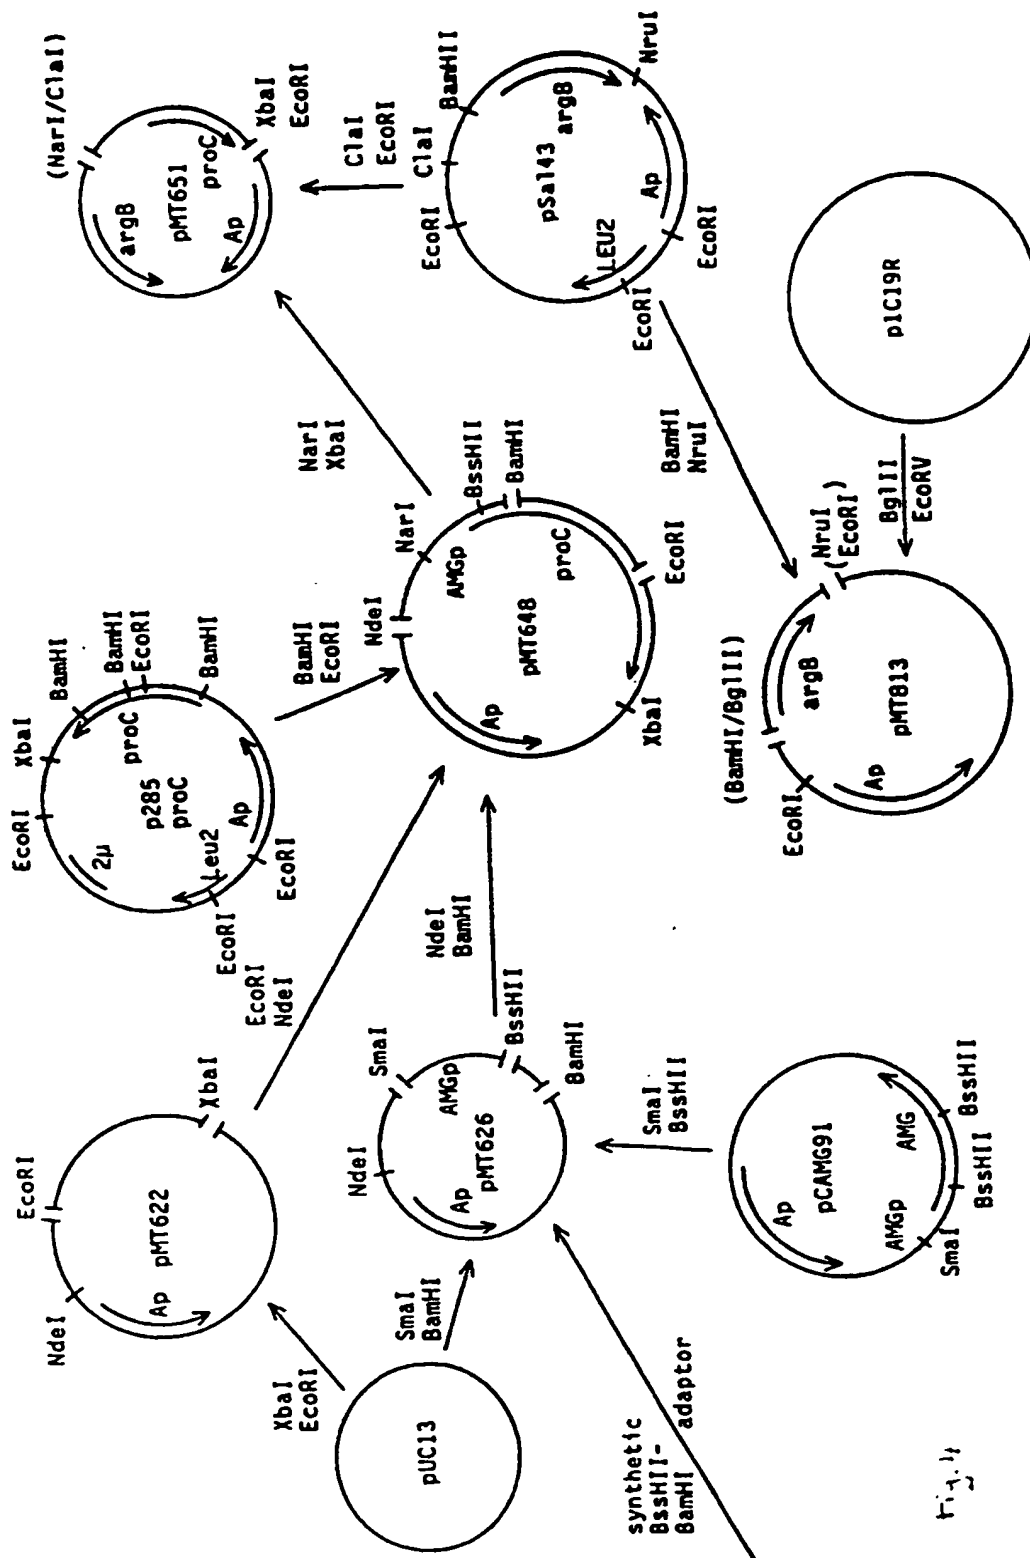 (NarI/ClaI)
argB
pMT651
proC
Ap
XbaI
EcoRI
ClaI
EcoRI
EcoRI
ClaI
BamHII
pSal43
argB
NruI
Ap
LEU2
EcoRI
EcoRI
EcoRI
XbaI
BamHI
BamHI
EcoRI
BamHI
2μ
proC
p285
proC
Leu2
Ap
EcoRI
EcoRI
NarI
XbaI
BamHI
EcoRI
EcoRI
NdeI
NdeI
NarI
AMGp
BssHII
BamHI
pMT648
proC
Ap
EcoRI
XbaI
BamHI
NruI
pIC19R
BglII
EcoRV
(BamHI/BglII)
(NruI
EcoRI)
argB
pMT813
EcoRI
Ap
EcoRI
NdeI
pMT622
XbaI
Ap
NdeI
BamHI
SmaI
NdeI
AMGp
BssHII
BamHI
pMT626
Ap
XbaI
EcoRI
SmaI
BamHI
pUC13
SmaI
BssHII
Ap
pCAMG91
AMGp
AMG
SmaI
BssHII
BssHII
synthetic
BssHII-
BamHI
adaptor
Fig. 4